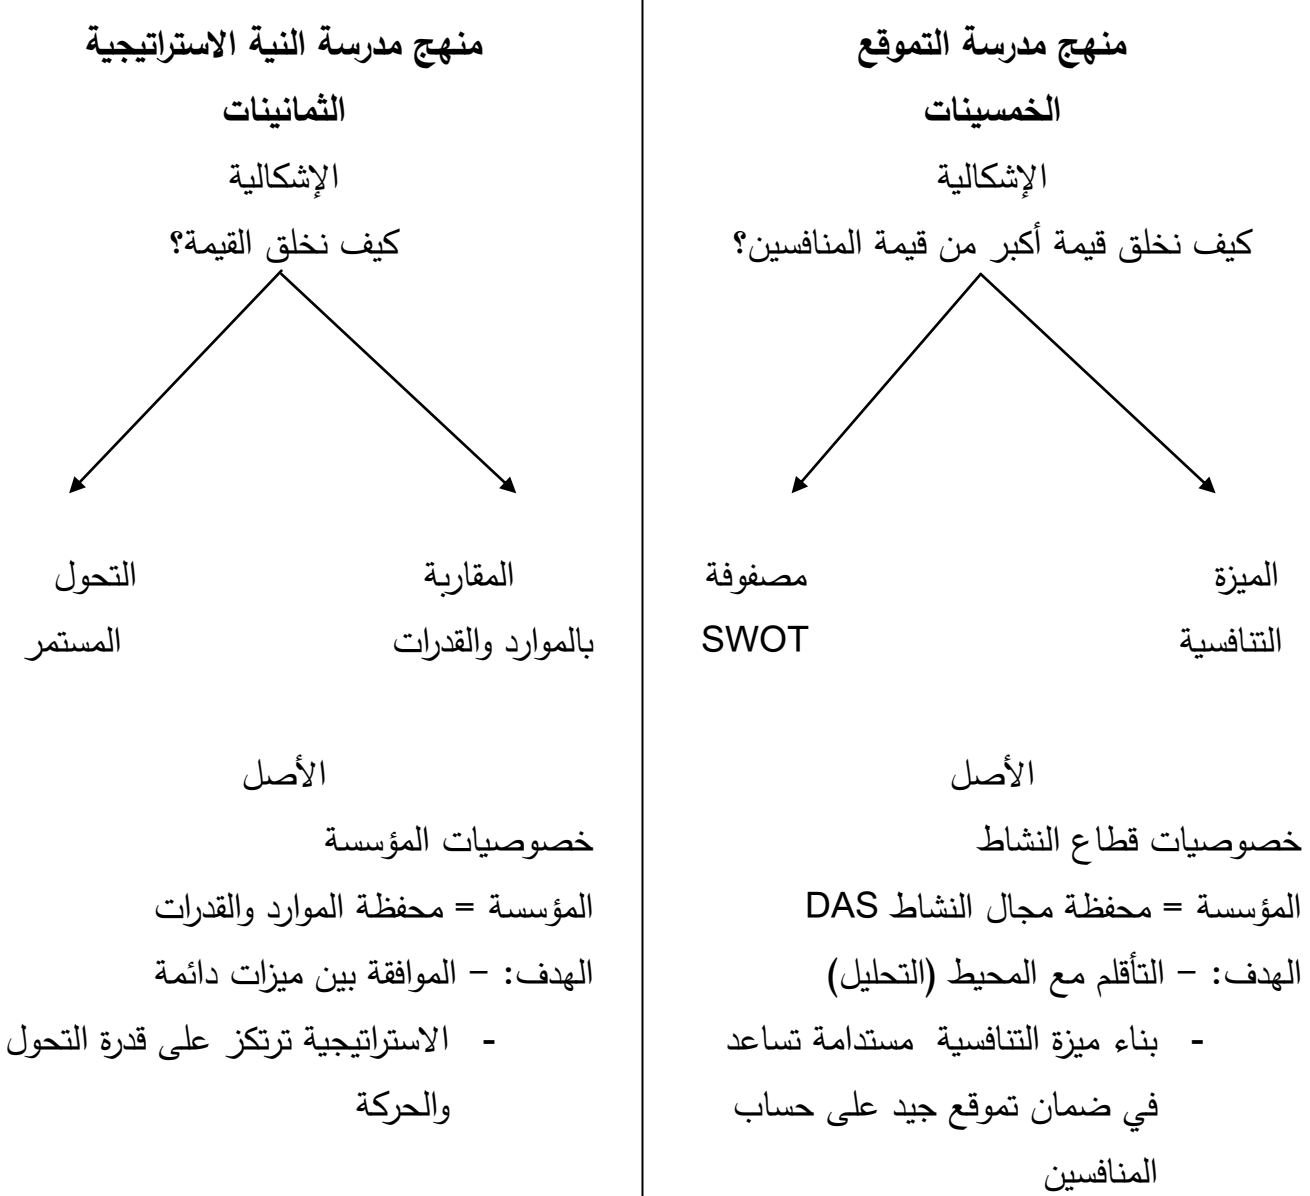 منهج مدرسة التموقع
الخمسينات
الإشكالية
كيف نخلق قيمة أكبر من قيمة المنافسين؟
الميزة
التنافسية
مصفوفة
SWOT
الأصل
خصوصيات قطاع النشاط
المؤسسة = محفظة مجال النشاط DAS
الهدف: – التأقلم مع المحيط (التحليل)
- بناء ميزة التنافسية مستدامة تساعد
في ضمان تموقع جيد على حساب
المنافسين
منهج مدرسة النية الاستراتيجية
الثمانينات
الإشكالية
كيف نخلق القيمة؟
المقاربة
بالموارد والقدرات
التحول
المستمر
الأصل
خصوصيات المؤسسة
المؤسسة = محفظة الموارد والقدرات
الهدف: – الموافقة بين ميزات دائمة
- الاستراتيجية ترتكز على قدرة التحول
والحركة